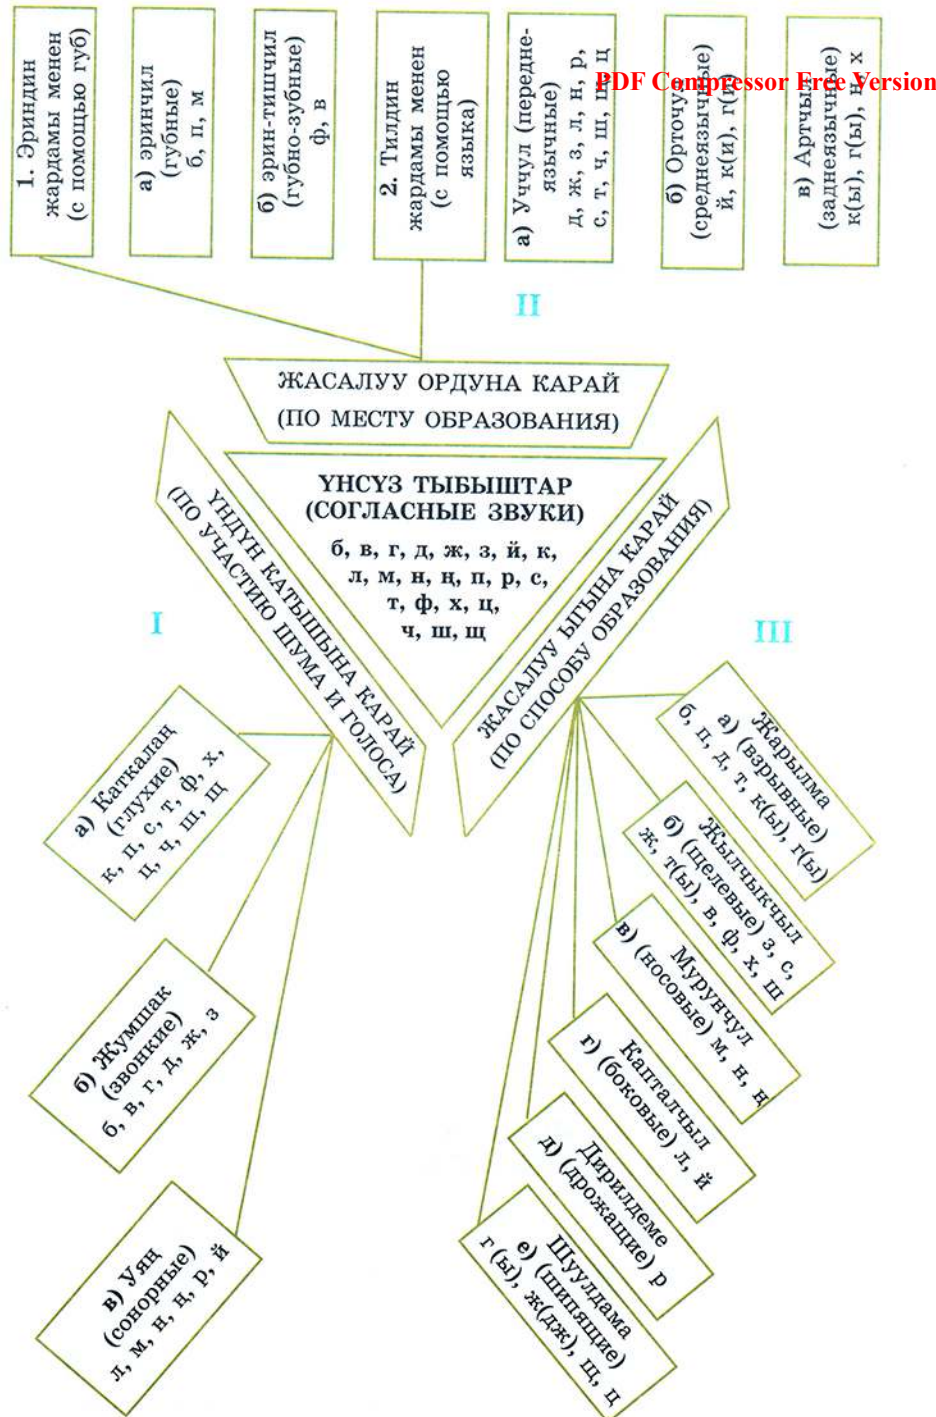 1. Эриндин
жардамы менен
(с помощью губ)
а) эринчил
(губные)
б, п, м
б) эрин-тишчил
(губно-зубные)
ф, в
2. Тилдин
жардамы менен
(с помощью
языка)
а) Уччул (передне-
язычные)
д, ж, з, л, н, р,
с, т, ч, ш, щ, ц
б) Орточул
(среднеязычные)
й, к(и), г(и)
в) Артчыл
(заднеязычные)
к(ы), г(ы), ң, х
PDF Compressor Free Version
II
ЖАСАЛУУ ОРДУНА КАРАЙ
(ПО МЕСТУ ОБРАЗОВАНИЯ)
ҮНСҮЗ ТЫБЫШТАР
(СОГЛАСНЫЕ ЗВУКИ)
б, в, г, д, ж, з, й, к,
л, м, н, ң, п, р, с,
т, ф, х, ц,
ч, ш, щ
I
ҮНДҮН КАТЫШЫНА КАРАЙ
(ПО УЧАСТИЮ ШУМА И ГОЛОСА)
а) Каткалаң
(глухие)
к, п, с, т, ф, х,
ц, ч, ш, щ
б) Жумшак
(звонкие)
б, в, г, д, ж, з
в) Уяң
(сонорные)
л, м, н, ң, р, й
III
ЖАСАЛУУ ЫГЫНА КАРАЙ
(ПО СПОСОБУ ОБРАЗОВАНИЯ)
Жарылма
а) (взрывные)
б, п, д, т, к(ы), г(ы)
Жылчыкчыл
б) (щелевые) з, с,
ж, т(ы), в, ф, х, ш
Мурунчул
в) (носовые) м, н, ң
Капталчыл
г) (боковые) л, й
Дирилдеме
д) (дрожащие) р
Шуулдама
е) (шипящие)
г (ы), ж(дж), щ, ц